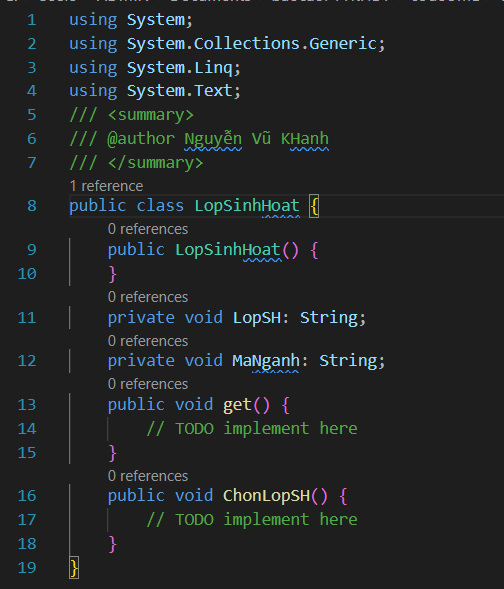 1 using System;
2 using System.Collections.Generic;
3 using System.Linq;
4 using System.Text;
5 /// <summary>
6 /// @author Nguyễn Vũ KHanh
7 /// </summary>
1 reference
8 public class LopSinhHoat {
0 references
9 public LopSinhHoat() {
10 }
0 references
11 private void LopSH: String;
0 references
12 private void MaNganh: String;
0 references
13 public void get() {
14 // TODO implement here
15 }
0 references
16 public void ChonLopSH() {
17 // TODO implement here
18 }
19 }